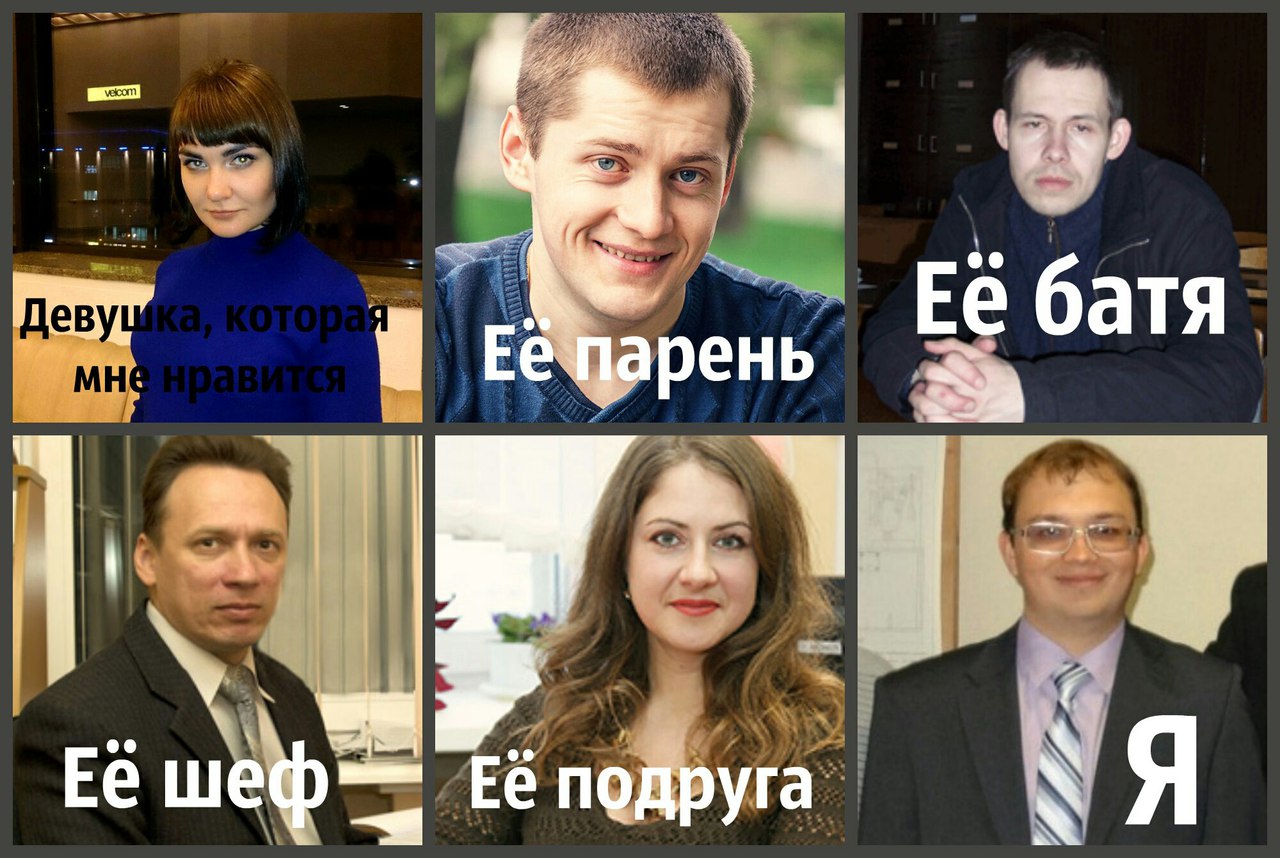 velcom
Девушка, которая
мне нравится
Её парень
Её батя
Её шеф
Её подруга
Я